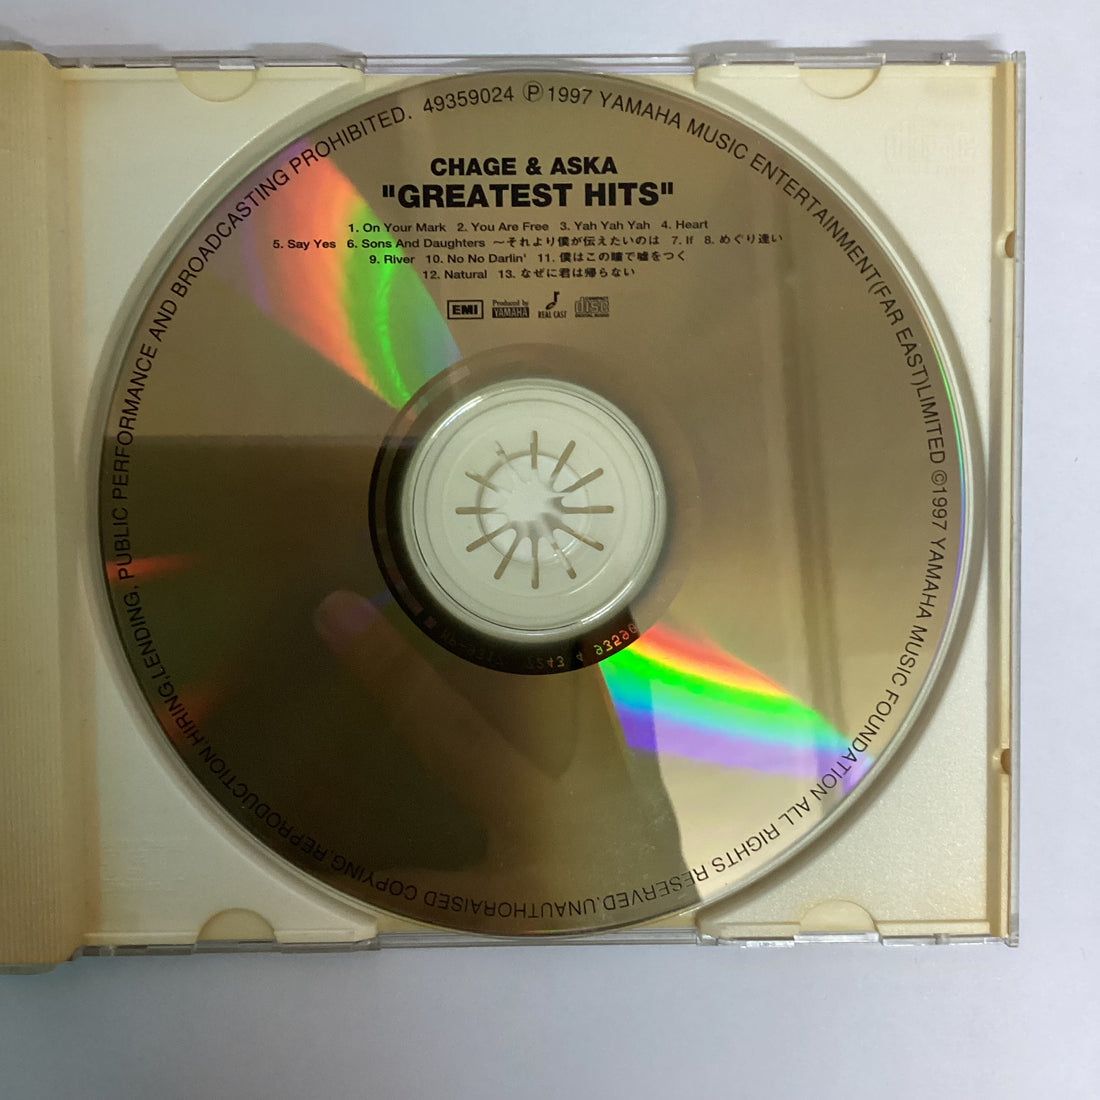 49359024 Ⓟ1997 YAMAHA MUSIC ENTERTAINMENT(FAR EAST)LIMITED ©1997 YAMAHA MUSIC FOUNDATION ALL RIGHTS RESERVED.UNAUTHORAISED COPYING,REPRODUCTION,HIRING,LENDING, PUBLIC PERFORMANCE AND BROADCASTING PROHIBITED.
CHAGE & ASKA
"GREATEST HITS"
1. On Your Mark 2. You Are Free 3. Yah Yah Yah 4. Heart
5. Say Yes 6. Sons And Daughters ～それより僕が伝えたいのは 7. If 8. めぐり逢い
9. River 10. No No Darlin' 11. 僕はこの瞳で嘘をつく
12. Natural 13. なぜに君は帰らない
EMI Produced by YAMAHA REAL CAST COMPACT disc DIGITAL AUDIO